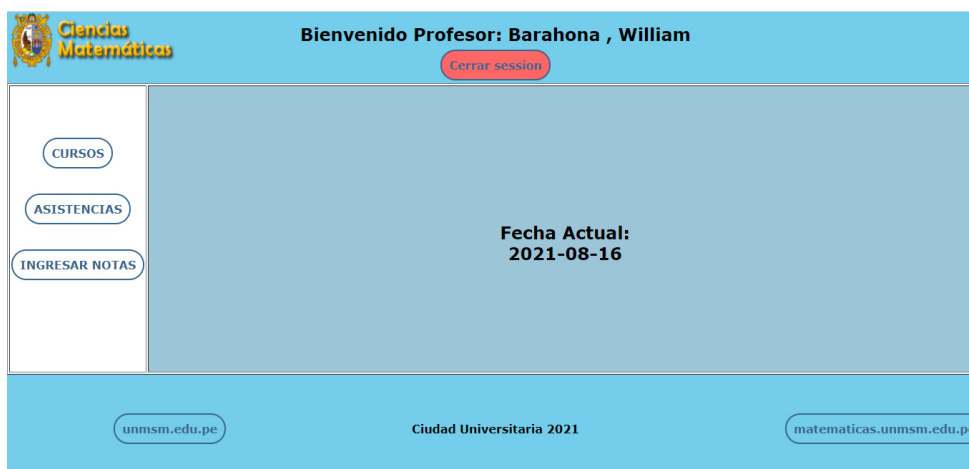 Ciencias
Matemáticas
Bienvenido Profesor: Barahona , William
Cerrar session
CURSOS
ASISTENCIAS
INGRESAR NOTAS
Fecha Actual:
2021-08-16
unmsm.edu.pe
Ciudad Universitaria 2021
matematicas.unmsm.edu.p